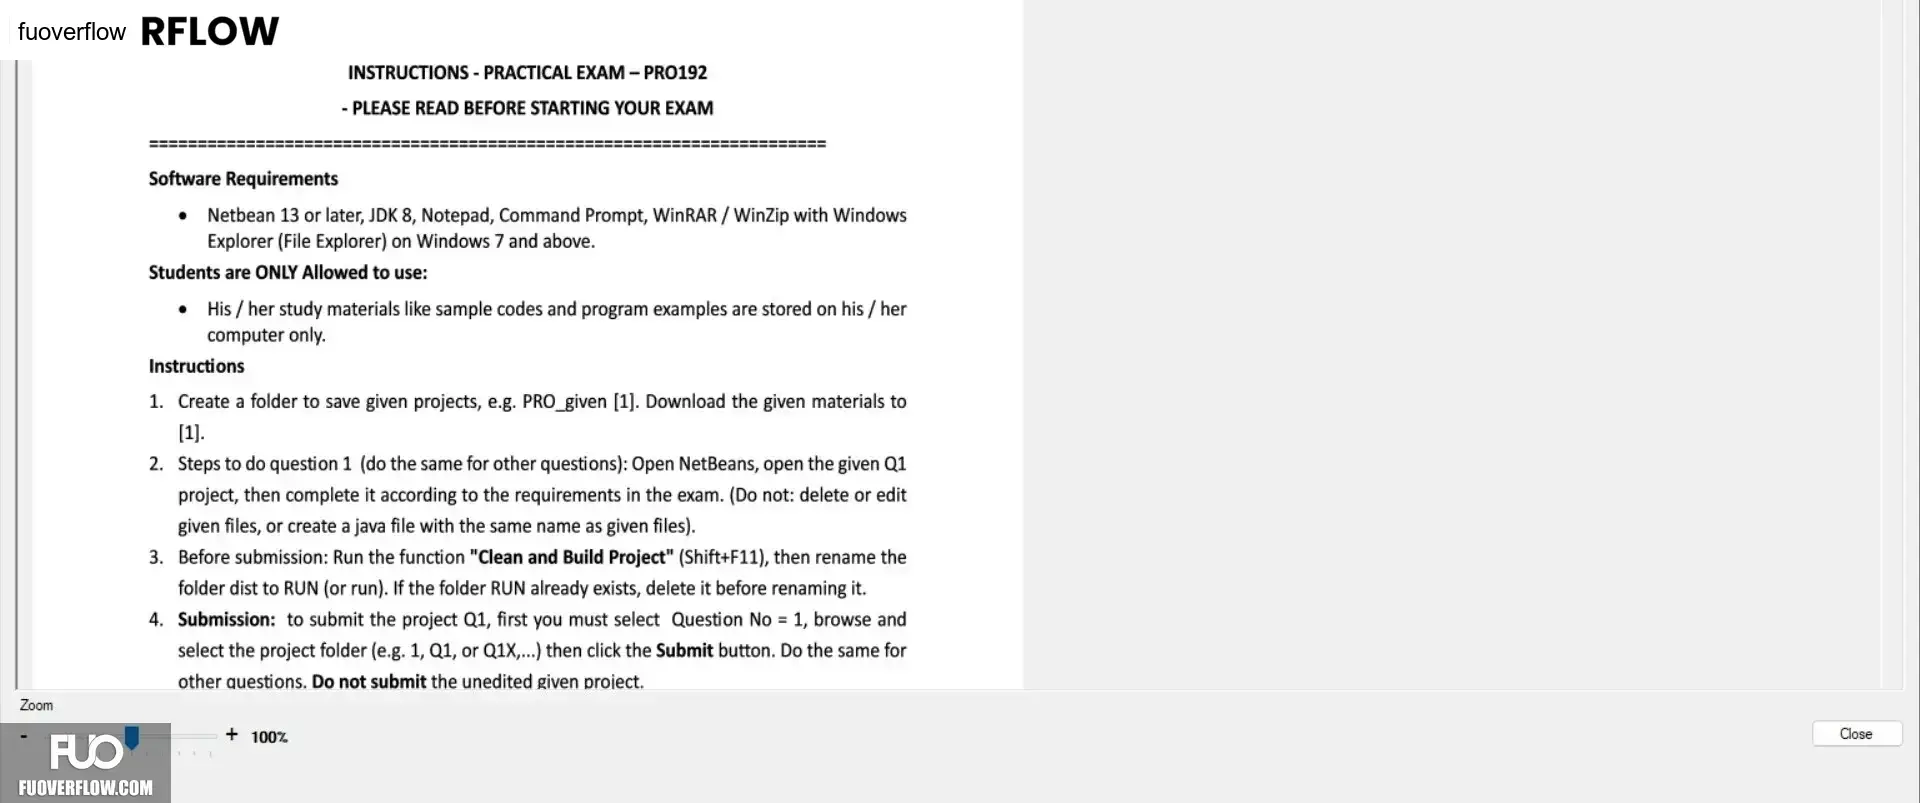 fuoverflow RFLOW
INSTRUCTIONS - PRACTICAL EXAM – PRO192
- PLEASE READ BEFORE STARTING YOUR EXAM
======================================================================
Software Requirements
• Netbean 13 or later, JDK 8, Notepad, Command Prompt, WinRAR / WinZip with Windows
Explorer (File Explorer) on Windows 7 and above.
Students are ONLY Allowed to use:
• His / her study materials like sample codes and program examples are stored on his / her
computer only.
Instructions
1. Create a folder to save given projects, e.g. PRO_given [1]. Download the given materials to
[1].
2. Steps to do question 1 (do the same for other questions): Open NetBeans, open the given Q1
project, then complete it according to the requirements in the exam. (Do not: delete or edit
given files, or create a java file with the same name as given files).
3. Before submission: Run the function "Clean and Build Project" (Shift+F11), then rename the
folder dist to RUN (or run). If the folder RUN already exists, delete it before renaming it.
4. Submission: to submit the project Q1, first you must select Question No = 1, browse and
select the project folder (e.g. 1, Q1, or Q1X,...) then click the Submit button. Do the same for
other questions. Do not submit the unedited given project.
Zoom
- + 100%
Close
FUO
FUOVERFLOW.COM